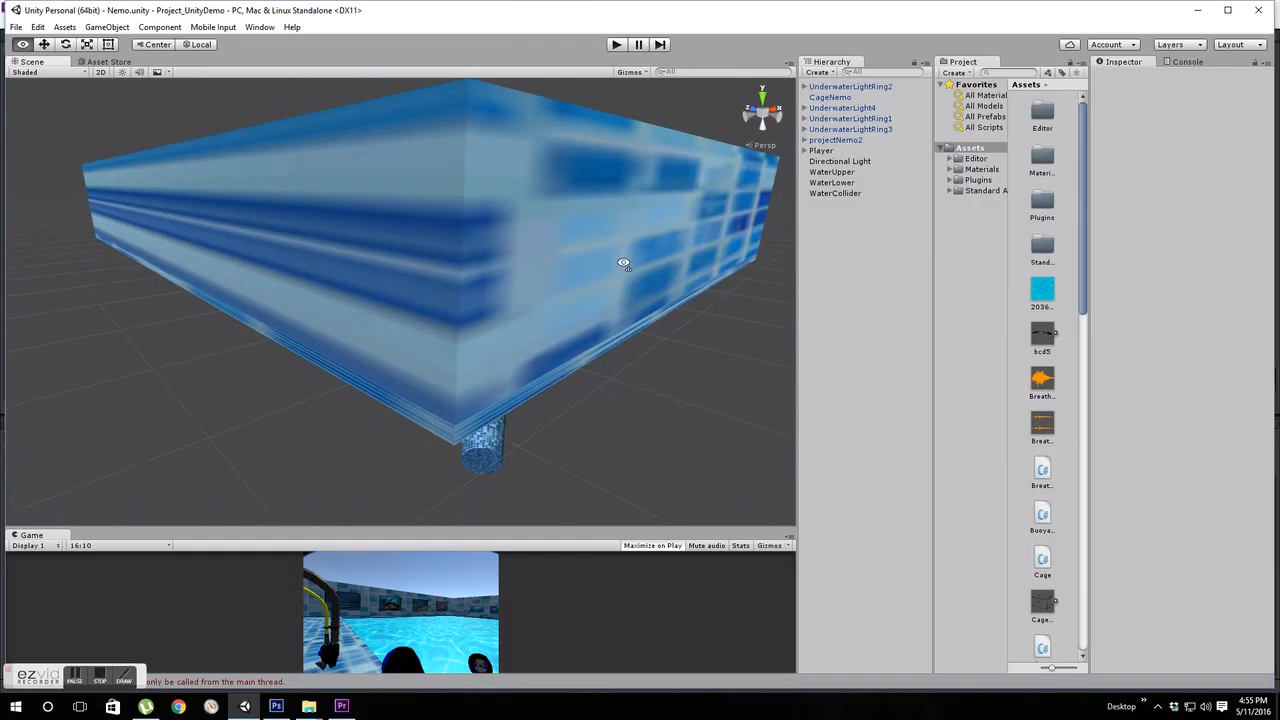 Unity Personal (64bit) - Nemo.unity - Project_UnityDemo - PC, Mac & Linux Standalone <DX11>
File Edit Assets GameObject Component Mobile Input Window Help
Center Local Account Layers Layout
Scene Asset Store
Shaded 2D Gizmos All
y
z x
Persp
Hierarchy
Create All
UnderwaterLightRing2
CageNemo
UnderwaterLight4
UnderwaterLightRing1
UnderwaterLightRing3
projectNemo2
Player
Directional Light
WaterUpper
WaterLower
WaterCollider
Project
Create
Favorites
All Material
All Models
All Prefabs
All Scripts
Assets
Editor
Materials
Plugins
Standard A
Assets
Editor
Materi...
Plugins
Stand...
2036...
bcd5
Breath...
Breat...
C#
Breat...
C#
Buoya...
C#
Cage
Cage...
C#
Inspector Console
Game
Display 1 16:10 Maximize on Play Mute audio Stats Gizmos
ezvid
RECORDER
PAUSE STOP DRAW
only be called from the main thread.
Ps Pr
Desktop
4:55 PM
5/11/2016